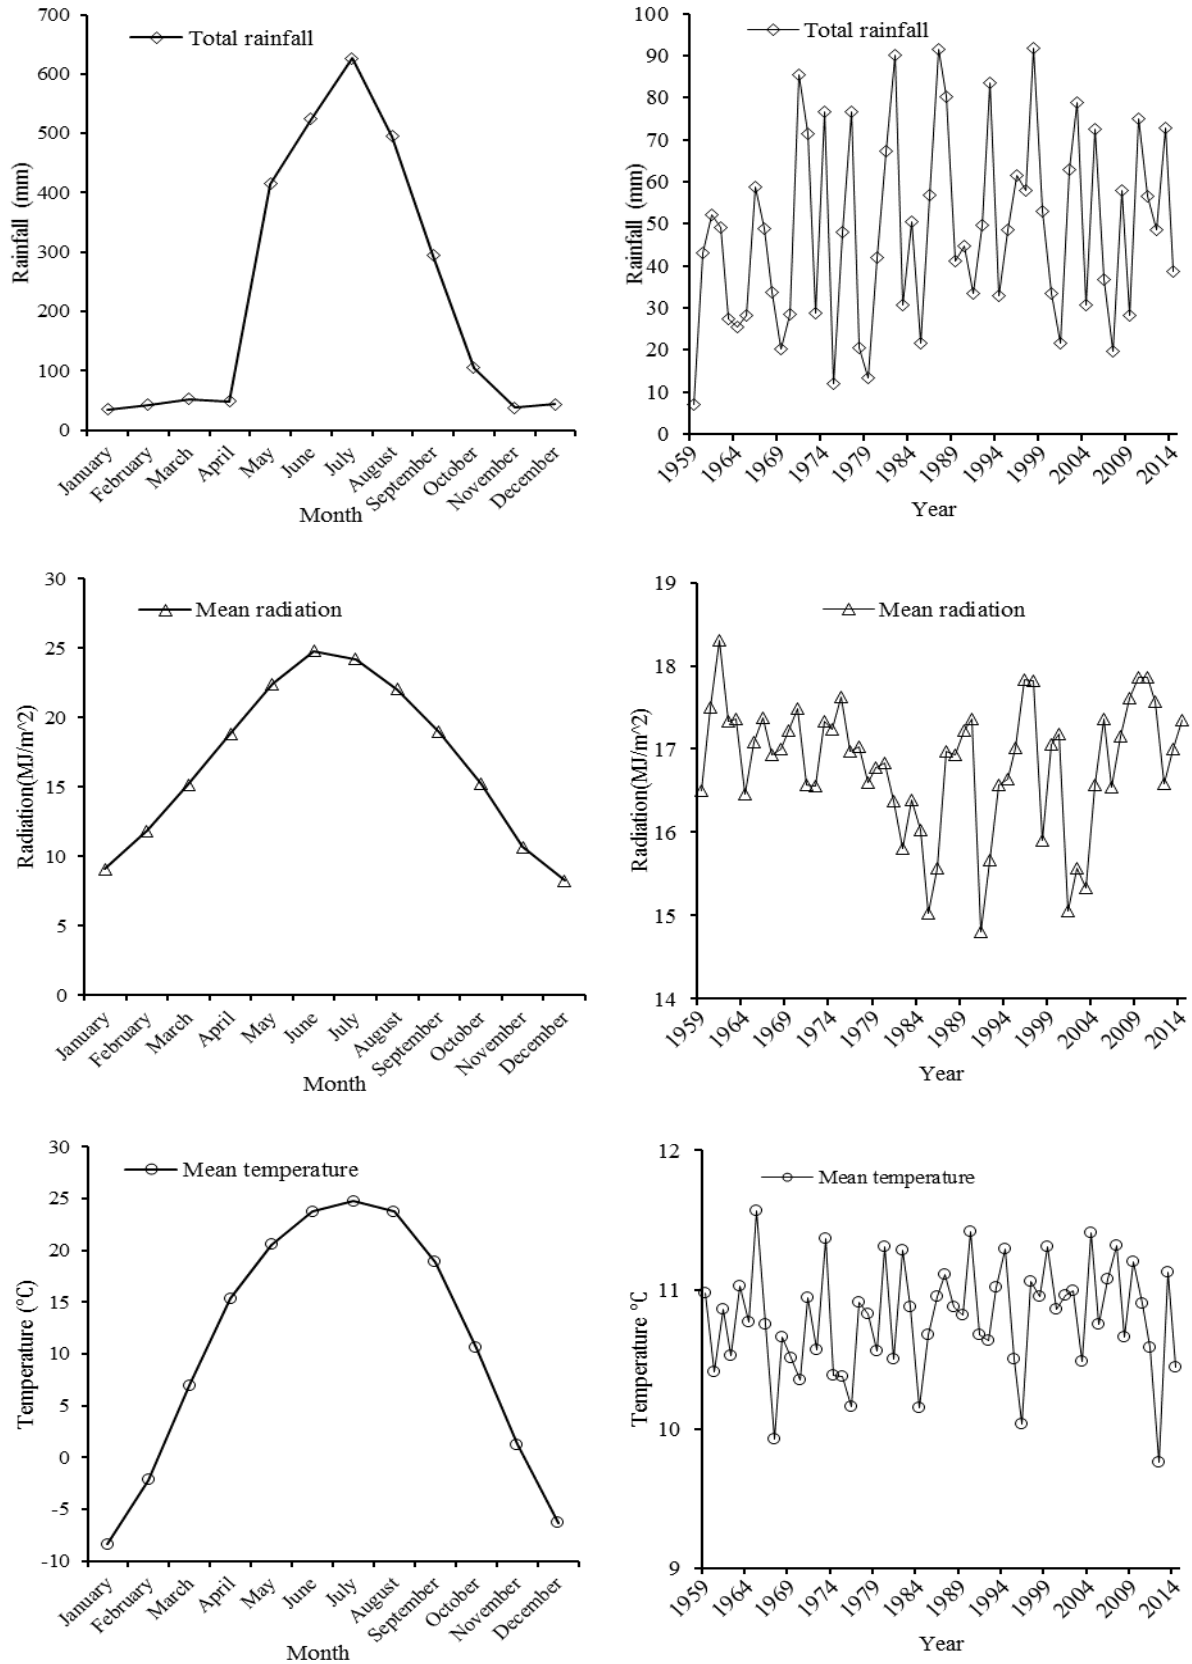 700
600
500
400
300
200
100
0
Rainfall (mm)
Total rainfall
January
February
March
April
May
June
July
August
September
October
November
December
Month
100
90
80
70
60
50
40
30
20
10
0
Rainfall (mm)
Total rainfall
1959
1964
1969
1974
1979
1984
1989
1994
1999
2004
2009
2014
Year
30
25
20
15
10
5
0
Radiation(MJ/m^2)
Mean radiation
January
February
March
April
May
June
July
August
September
October
November
December
Month
19
18
17
16
15
14
Radiation(MJ/m^2)
Mean radiation
1959
1964
1969
1974
1979
1984
1989
1994
1999
2004
2009
2014
Year
30
25
20
15
10
5
0
-5
-10
Temperature (°C)
Mean temperature
January
February
March
April
May
June
July
August
September
October
November
December
Month
12
11
10
9
Temperature °C
Mean temperature
1959
1964
1969
1974
1979
1984
1989
1994
1999
2004
2009
2014
Year